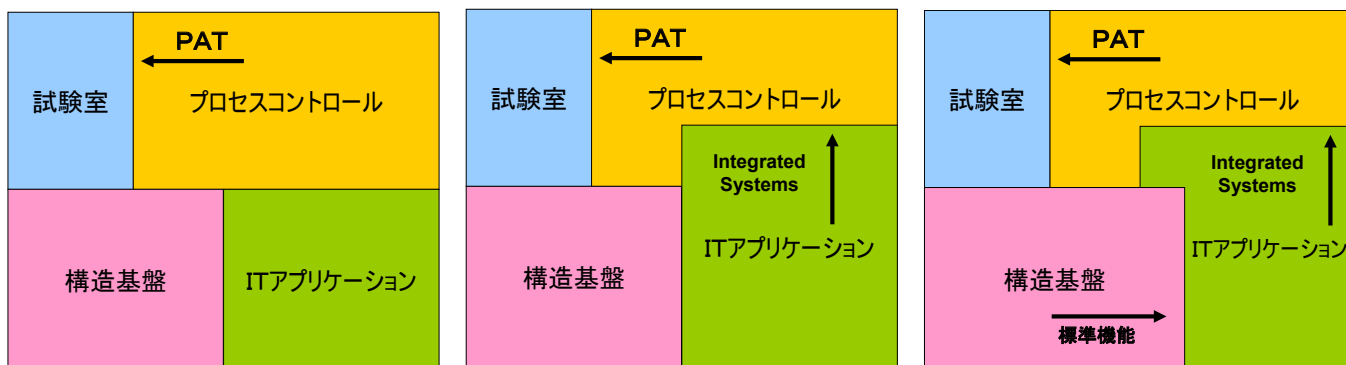 PAT
試験室
プロセスコントロール
構造基盤
ITアプリケーション
PAT
試験室
プロセスコントロール
Integrated
Systems
ITアプリケーション
構造基盤
PAT
試験室
プロセスコントロール
Integrated
Systems
ITアプリケーション
構造基盤
標準機能